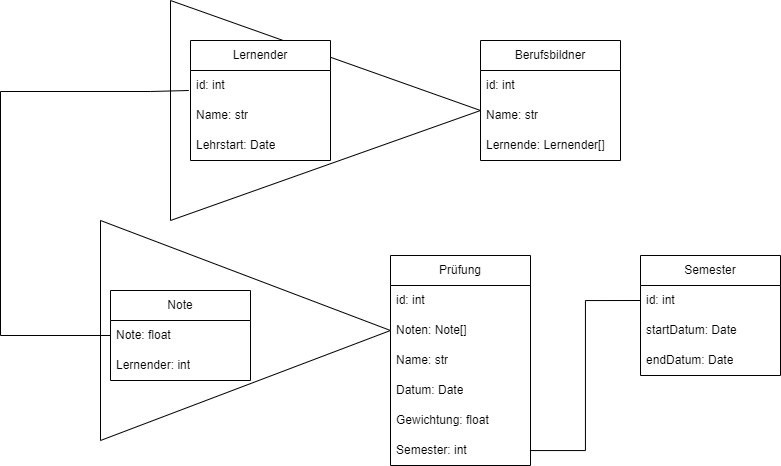 Lernender
id: int
Name: str
Lehrstart: Date
Berufsbildner
id: int
Name: str
Lernende: Lernender[]
Note
Note: float
Lernender: int
Prüfung
id: int
Noten: Note[]
Name: str
Datum: Date
Gewichtung: float
Semester: int
Semester
id: int
startDatum: Date
endDatum: Date